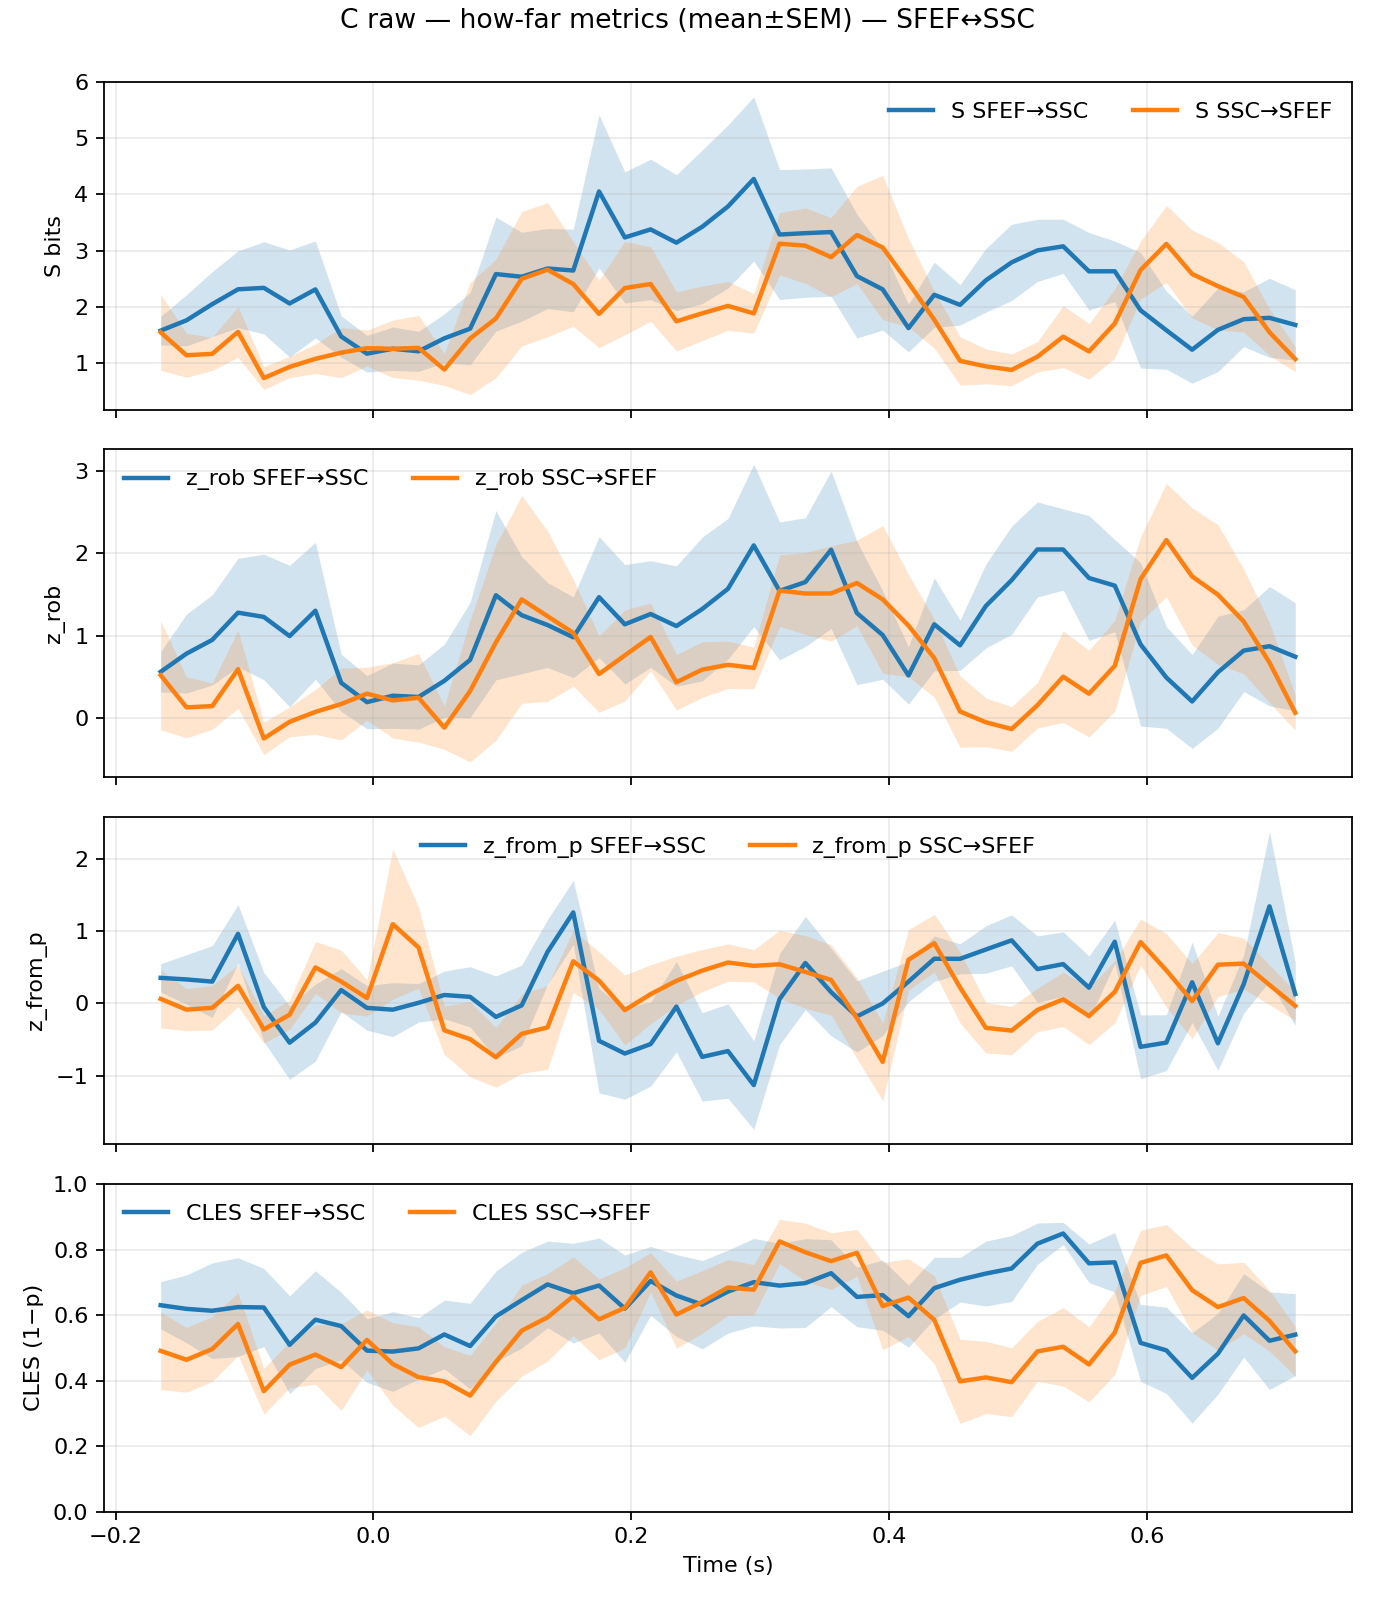 C raw — how-far metrics (mean±SEM) — SFEF↔SSC
S SFEF→SSC S SSC→SFEF
S bits
6
5
4
3
2
1
z_rob SFEF→SSC z_rob SSC→SFEF
z_rob
3
2
1
0
z_from_p SFEF→SSC z_from_p SSC→SFEF
z_from_p
2
1
0
−1
CLES SFEF→SSC CLES SSC→SFEF
CLES (1−p)
1.0
0.8
0.6
0.4
0.2
0.0
−0.2 0.0 0.2 0.4 0.6
Time (s)